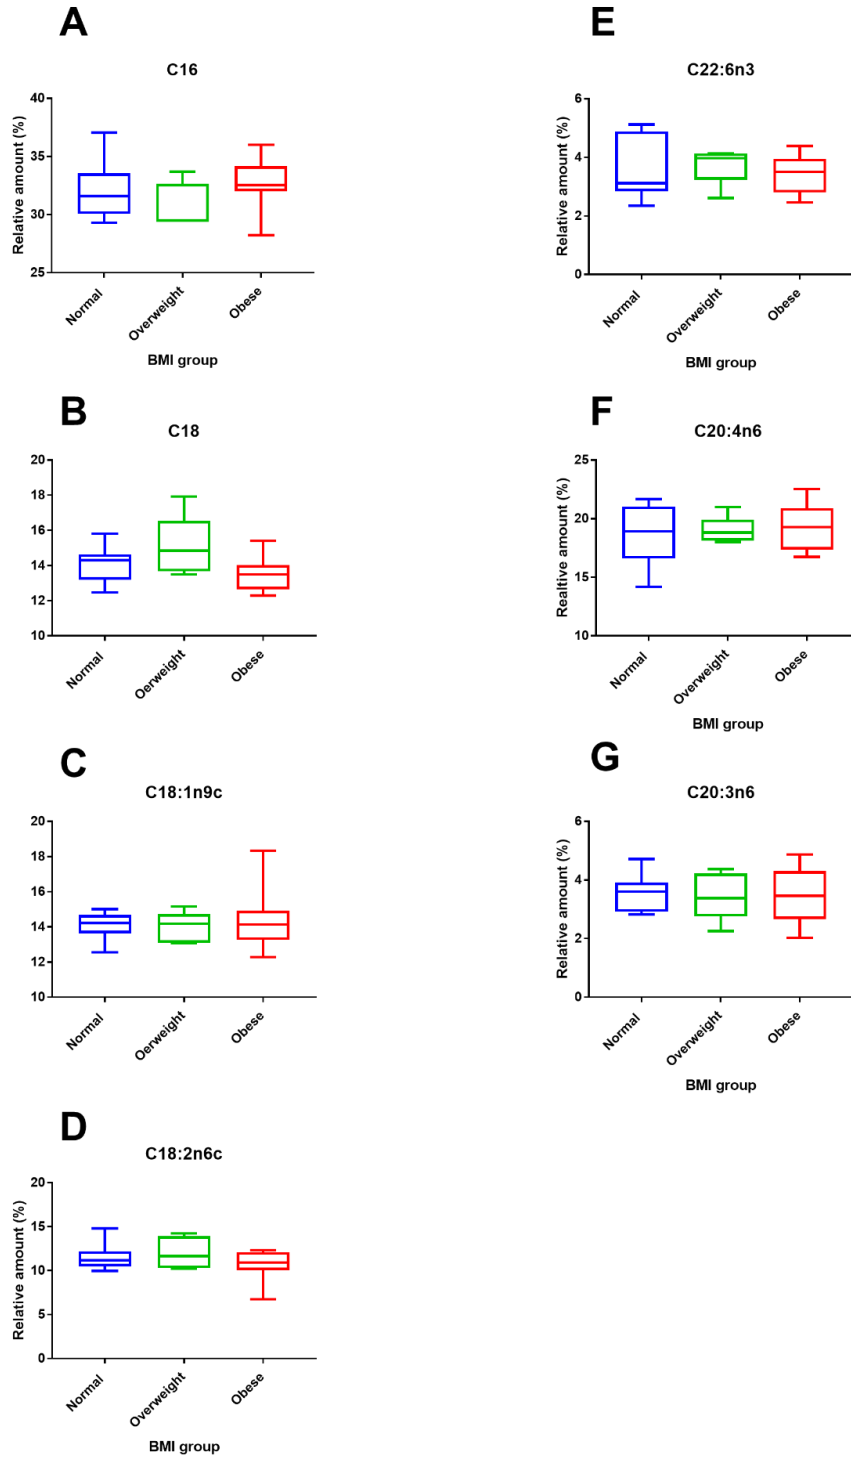 A
C16
Relative amount (%)
40
35
30
25
Normal
Overweight
Obese
BMI group
B
C18
20
18
16
14
12
10
Normal
Oerweight
Obese
C
C18:1n9c
20
18
16
14
12
10
Normal
Oerweight
Obese
D
C18:2n6c
Relative amount (%)
20
15
10
5
0
Normal
Overweight
Obese
BMI group
E
C22:6n3
Relative amount (%)
6
4
2
0
Normal
Overweight
Obese
BMI group
F
C20:4n6
Realtive amount (%)
25
20
15
10
Normal
Overweight
Obese
BMI group
G
C20:3n6
Relative amount (%)
6
4
2
0
Normal
Overweight
Obese
BMI group